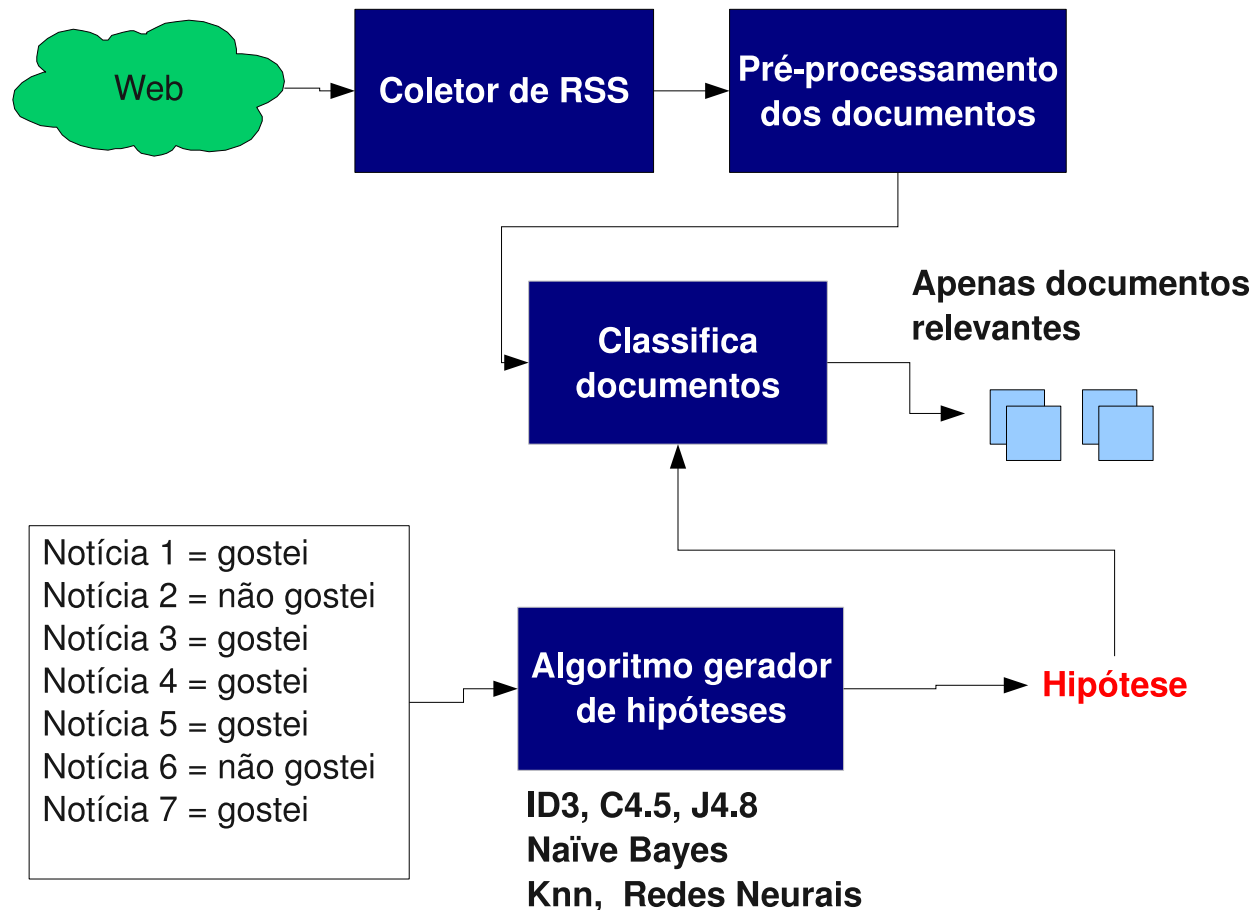 Web
Coletor de RSS
Pré-processamento
dos documentos
Classifica
documentos
Apenas documentos
relevantes
Notícia 1 = gostei
Notícia 2 = não gostei
Notícia 3 = gostei
Notícia 4 = gostei
Notícia 5 = gostei
Notícia 6 = não gostei
Notícia 7 = gostei
Algoritmo gerador
de hipóteses
Hipótese
ID3, C4.5, J4.8
Naïve Bayes
Knn, Redes Neurais